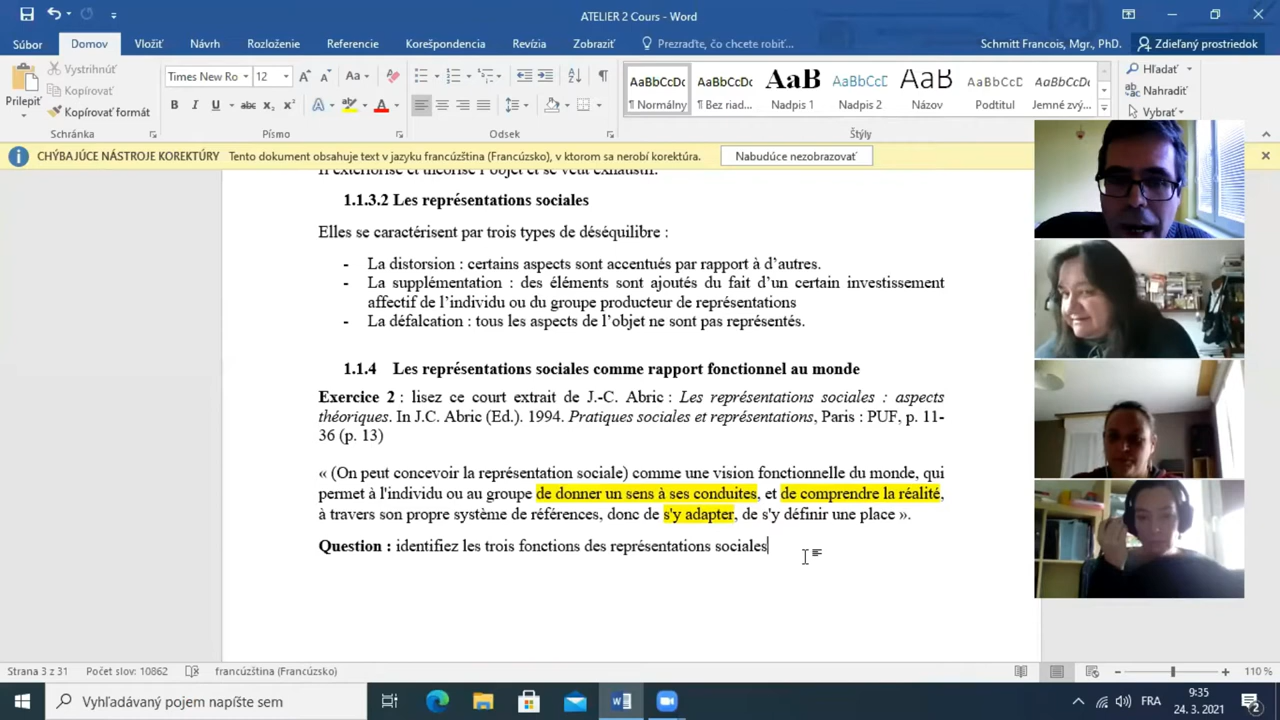 ATELIER 2 Cours - Word
Súbor Domov Vložiť Návrh Rozloženie Referencie Korešpondencia Revízia Zobraziť Prezraďte, čo chcete robiť... Schmitt Francois, Mgr., PhD. Zdieľaný prostriedok
Prilepiť
Vystrihnúť
Kopírovať
Kopírovať formát
Schránka
Times New Ro 12
Písmo
Odsek
AaBbCcDc AaBbCcDc AaB AaBbCcD AaB AaBbCcD AaBbCcDc
¶ Normálny ¶ Bez riad... Nadpis 1 Nadpis 2 Názov Podtitul Jemné zvý...
Štýly
Hľadať
Nahradiť
Vybrať
CHÝBAJÚCE NÁSTROJE KOREKTÚRY Tento dokument obsahuje text v jazyku francúzština (Francúzsko), v ktorom sa nerobí korektúra. Nabudúce nezobrazovať
Il extériorise et théorise l'objet et se veut exhaustif.
1.1.3.2 Les représentations sociales
Elles se caractérisent par trois types de déséquilibre :
- La distorsion : certains aspects sont accentués par rapport à d'autres.
- La supplémentation : des éléments sont ajoutés du fait d'un certain investissement
affectif de l'individu ou du groupe producteur de représentations
- La défalcation : tous les aspects de l'objet ne sont pas représentés.
1.1.4 Les représentations sociales comme rapport fonctionnel au monde
Exercice 2 : lisez ce court extrait de J.-C. Abric : Les représentations sociales : aspects
théoriques. In J.C. Abric (Ed.). 1994. Pratiques sociales et représentations, Paris : PUF, p. 11-
36 (p. 13)
« (On peut concevoir la représentation sociale) comme une vision fonctionnelle du monde, qui
permet à l'individu ou au groupe de donner un sens à ses conduites, et de comprendre la réalité,
à travers son propre système de références, donc de s'y adapter, de s'y définir une place ».
Question : identifiez les trois fonctions des représentations sociales
Strana 3 z 31 Počet slov: 10862 francúzština (Francúzsko) 110 %
Vyhľadávaný pojem napíšte sem
FRA
9:35
24. 3. 2021
2